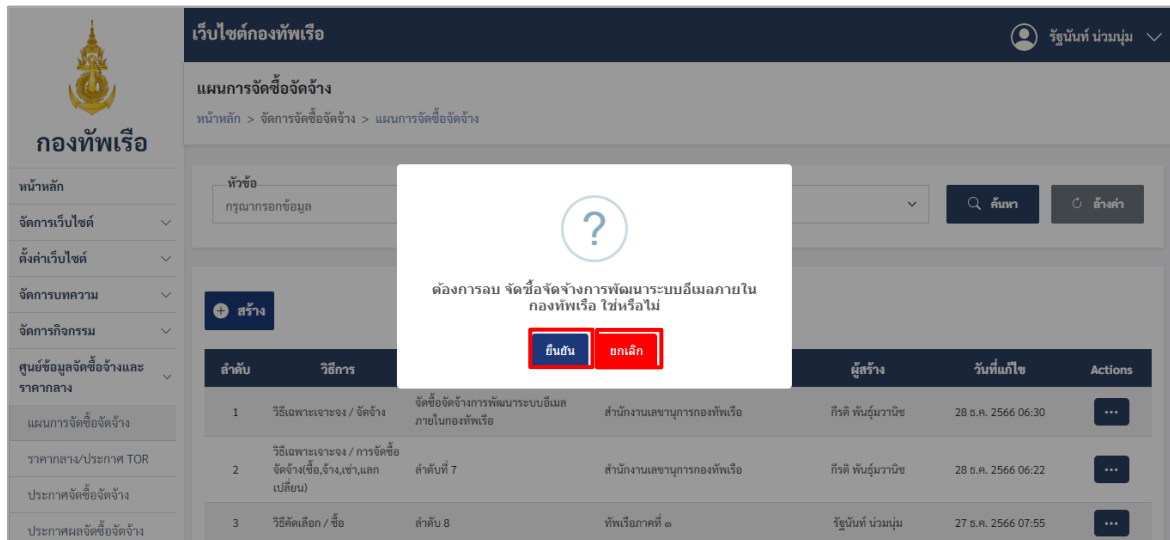 เว็บไซต์กองทัพเรือ
รัฐนันท์ น่วมนุ่ม
กองทัพเรือ
แผนการจัดซื้อจัดจ้าง
หน้าหลัก > จัดการจัดซื้อจัดจ้าง > แผนการจัดซื้อจัดจ้าง
หน้าหลัก
จัดการเว็บไซต์
ตั้งค่าเว็บไซต์
จัดการบทความ
จัดการกิจกรรม
ศูนย์ข้อมูลจัดซื้อจ้างและ
ราคากลาง
แผนการจัดซื้อจัดจ้าง
ราคากลาง/ประกาศ TOR
ประกาศจัดซื้อจัดจ้าง
ประกาศผลจัดซื้อจัดจ้าง
หัวข้อ
กรุณากรอกข้อมูล
ค้นหา
ล้างค่า
?
ต้องการลบ จัดซื้อจัดจ้างการพัฒนาระบบอีเมลภายใน
กองทัพเรือ ใช่หรือไม่
ยืนยัน ยกเลิก
สร้าง
ลำดับ วิธีการ ผู้สร้าง วันที่แก้ไข Actions
1 วิธีเฉพาะเจาะจง / จัดจ้าง จัดซื้อจัดจ้างการพัฒนาระบบอีเมล สำนักงานเลขานุการกองทัพเรือ กีรติ พันธุ์มวานิช 28 ธ.ค. 2566 06:30
ภายในกองทัพเรือ
วิธีเฉพาะเจาะจง / การจัดซื้อ
2 จัดจ้าง(ซื้อ,จ้าง,เช่า,แลก ลำดับที่ 7 สำนักงานเลขานุการกองทัพเรือ กีรติ พันธุ์มวานิช 28 ธ.ค. 2566 06:22
เปลี่ยน)
3 วิธีคัดเลือก / ซื้อ ลำดับ 8 ทัพเรือภาคที่ ๑ รัฐนันท์ น่วมนุ่ม 27 ธ.ค. 2566 07:55